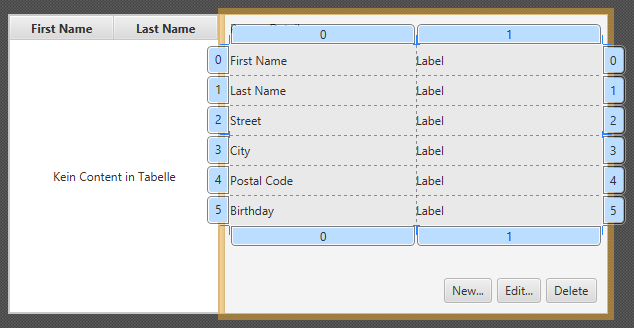 First Name Last Name
0 1
0 First Name Label 0
1 Last Name Label 1
2 Street Label 2
3 City Label 3
4 Postal Code Label 4
5 Birthday Label 5
0 1
Kein Content in Tabelle
New... Edit... Delete